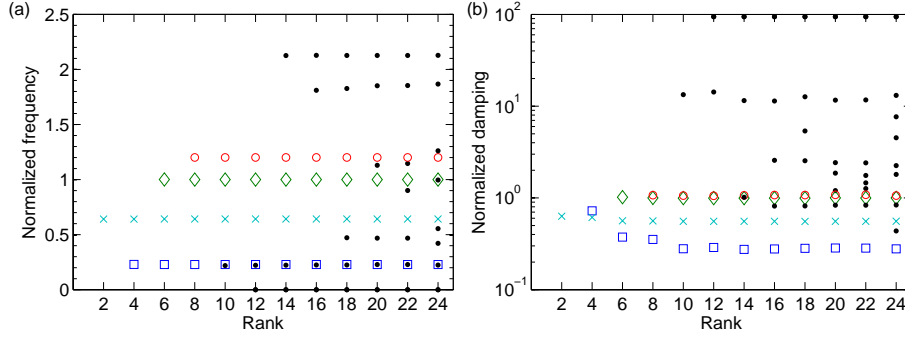 (a)
Normalized frequency
2.5
2
1.5
1
0.5
0
2 4 6 8 10 12 14 16 18 20 22 24
Rank
(b)
Normalized damping
10^2
10^1
10^0
10^-1
2 4 6 8 10 12 14 16 18 20 22 24
Rank